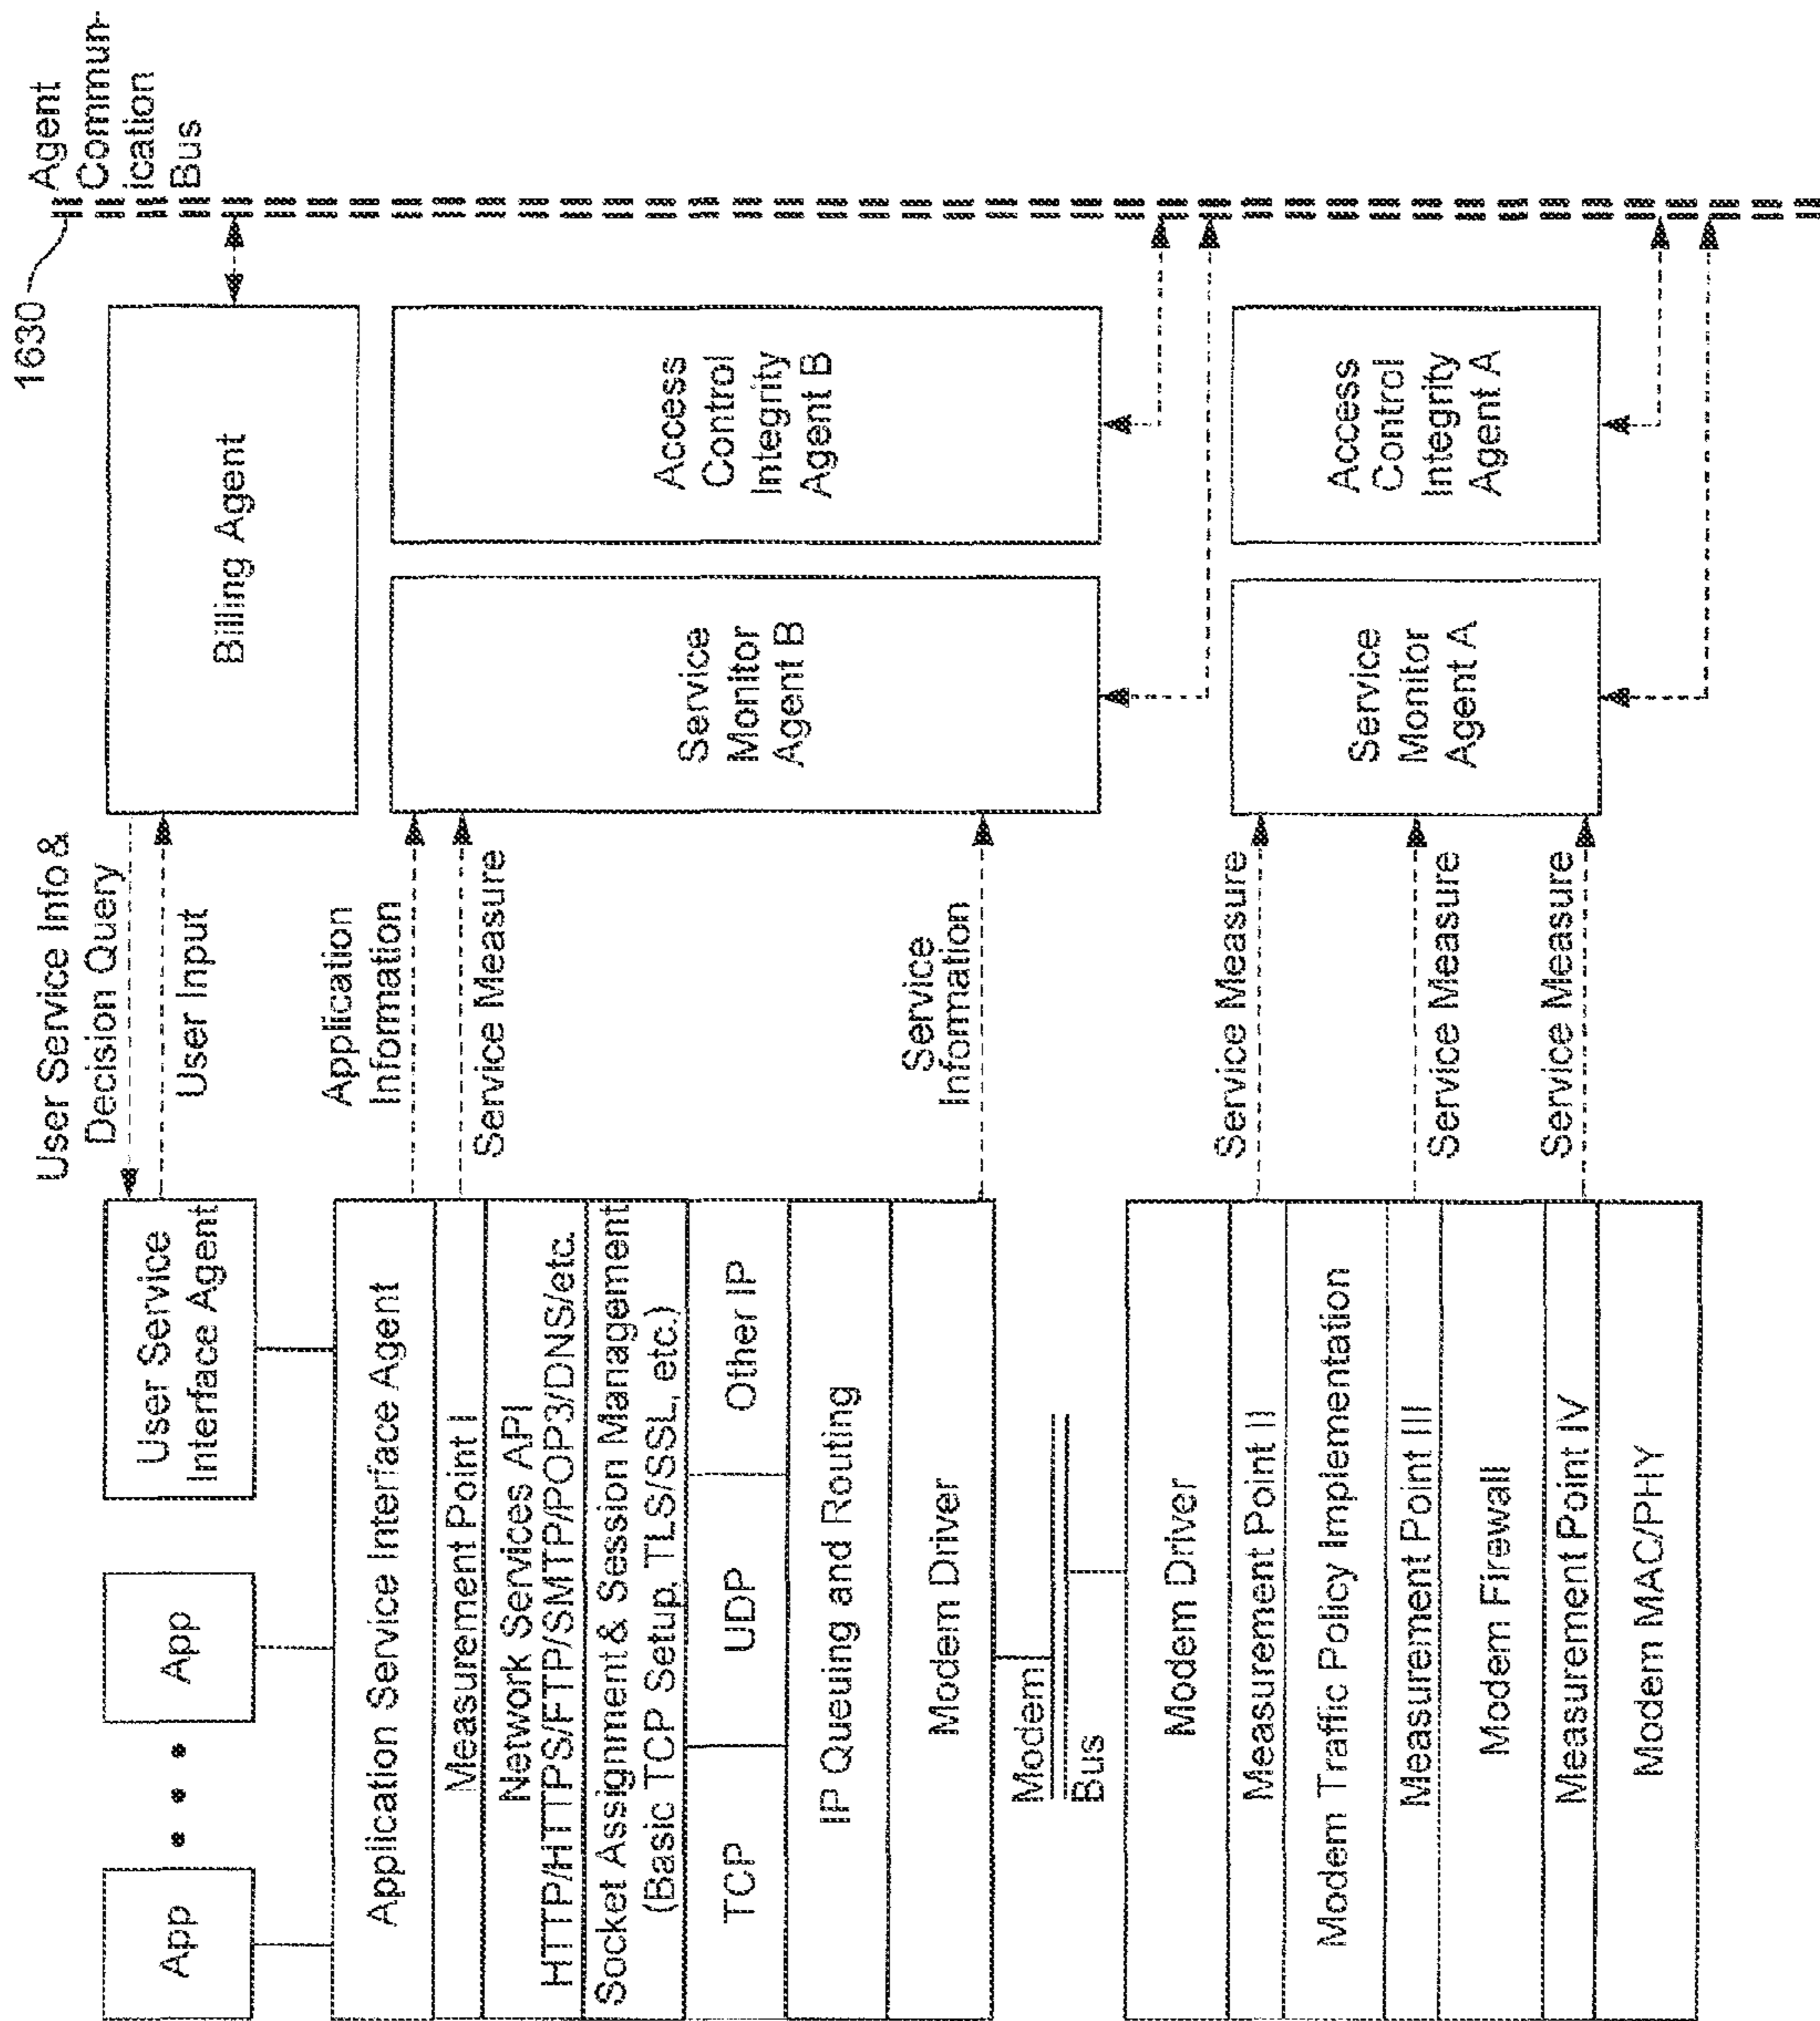 1630
Agent
Commun-
ication
Bus
User Service Info &
Decision Query
User Input
Billing Agent
App
App
User Service
Interface Agent
Application Service Interface Agent
Measurement Point I
Network Services API
HTTP/HTTPS/FTP/SMTP/POP3/DNS/etc.
Socket Assignment & Session Management
(Basic TCP Setup, TLS/SSL, etc.)
TCP
UDP
Other IP
IP Queuing and Routing
Modem Driver
Application
Information
Service Measure
Service
Information
Service
Monitor
Agent B
Access
Control
Integrity
Agent B
Modem
Bus
Modem Driver
Measurement Point II
Modem Traffic Policy Implementation
Measurement Point III
Modem Firewall
Measurement Point IV
Modem MAC/PHY
Service Measure
Service Measure
Service Measure
Service
Monitor
Agent A
Access
Control
Integrity
Agent A